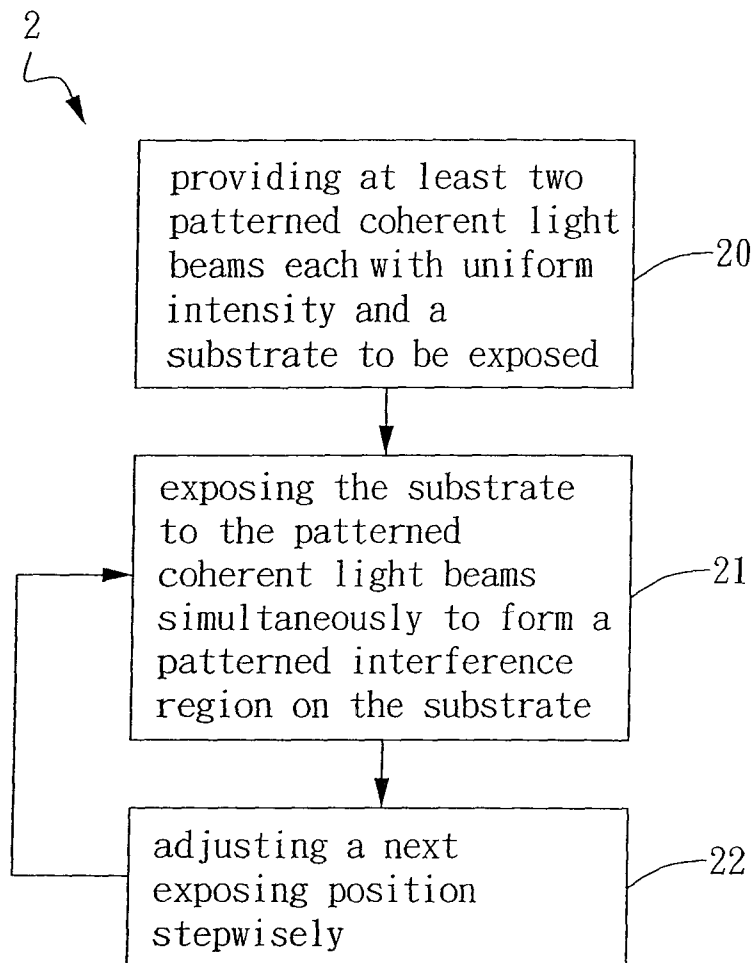 2
providing at least two
patterned coherent light
beams each with uniform
intensity and a
substrate to be exposed
20
exposing the substrate
to the patterned
coherent light beams
simultaneously to form a
patterned interference
region on the substrate
21
adjusting a next
exposing position
stepwisely
22